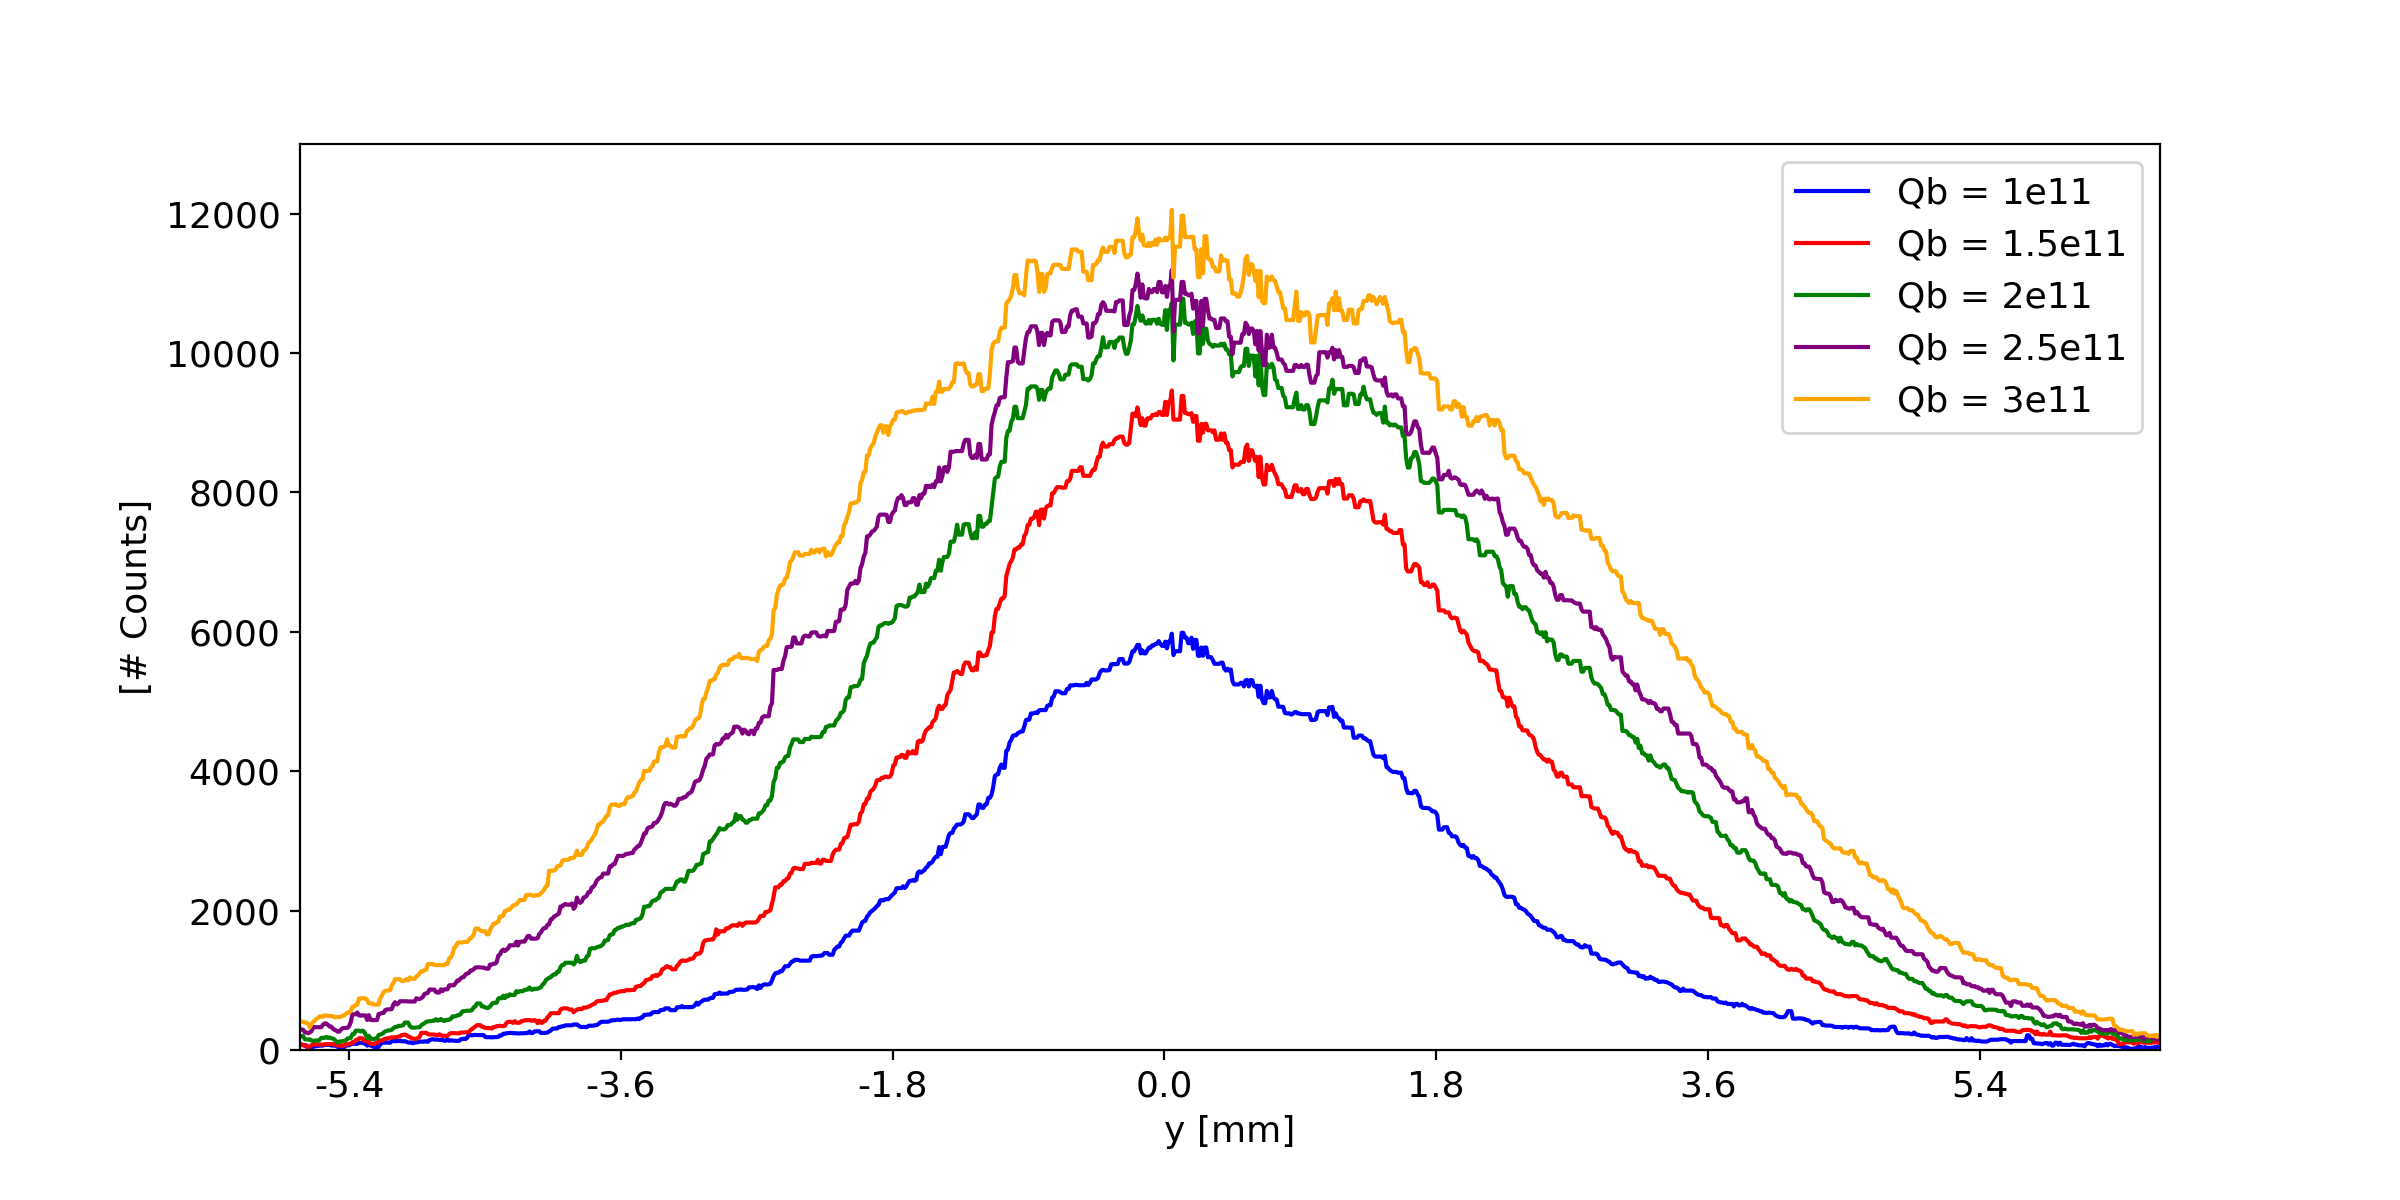 12000
10000
8000
6000
4000
2000
0
[# Counts]
-5.4
-3.6
-1.8
0.0
1.8
3.6
5.4
y [mm]
Qb = 1e11
Qb = 1.5e11
Qb = 2e11
Qb = 2.5e11
Qb = 3e11